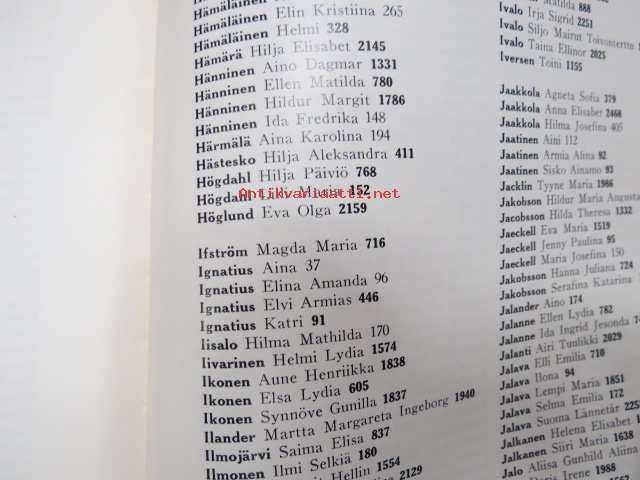 Hämäläinen Elin Kristiina 265
Hämäläinen Helmi 328
Hämärä Hilja Elisabet 2145
Hänninen Aino Dagmar 1331
Hänninen Ellen Matilda 780
Hänninen Hildur Margit 1786
Hänninen Ida Fredrika 148
Härmälä Aina Karolina 194
Hästesko Hilja Aleksandra 411
Högdahl Hilja Päiviö 768
Högdahl 152
Antikvariaatti.net
Höglund Eva Olga 2159
Ifström Magda Maria 716
Ignatius Aina 37
Ignatius Elina Amanda 96
Ignatius Elvi Armias 446
Ignatius Katri 91
Iisalo Hilma Mathilda 170
Iivarinen Helmi Lydia 1574
Ikonen Aune Henriikka 1838
Ikonen Elsa Lydia 605
Ikonen Synnöve Gunilla 1837
Ilander Martta Margareta Ingeborg 1940
Ilmojärvi Saima Elisa 837
Ilmonen Ilmi Selkiä 180
Hellin 1554
2129
888
Ivalo Irja Sigrid 2251
Ivalo Siljo Mairut
Ivalo Taina Ellinor 2025
Iversen Toini 1155
Jaakkola Agneta Sofia 379
Jaakkola Anna Elisabet 2468
Jaakkola Hilma Josefina 405
Jaatinen Aini 112
Jaatinen Armia Alina 92
Jaatinen Sisko Ainamo 93
Jacklin Tyyne Maria 1986
Jakobson Hildur Maria
Jacobsson Hilda Theresa 1332
Jaeckell Eva Maria 1519
Jaeckell Jenny Paulina 95
Jaeckell Maria Josefina 150
Jakobsson Hanna Juliana 724
Jakobsson Serafina Katarina
Jalander Aino 174
Jalanne Ellen Lydia 782
Jalanne Ida Ingrid Jesonda
Jalanti Airi Tuulikki 2029
Jalava Elli Emilia 710
Jalava Ilona 94
Jalava Lempi Maria 1851
Jalava Selma Emilia 172
Jalava Suoma Lännetär
Jalkanen Helena Elisabet
Jalkanen Siiri Maria 1638
Jalo Aliisa Gunhild Aliina
Irene 1988